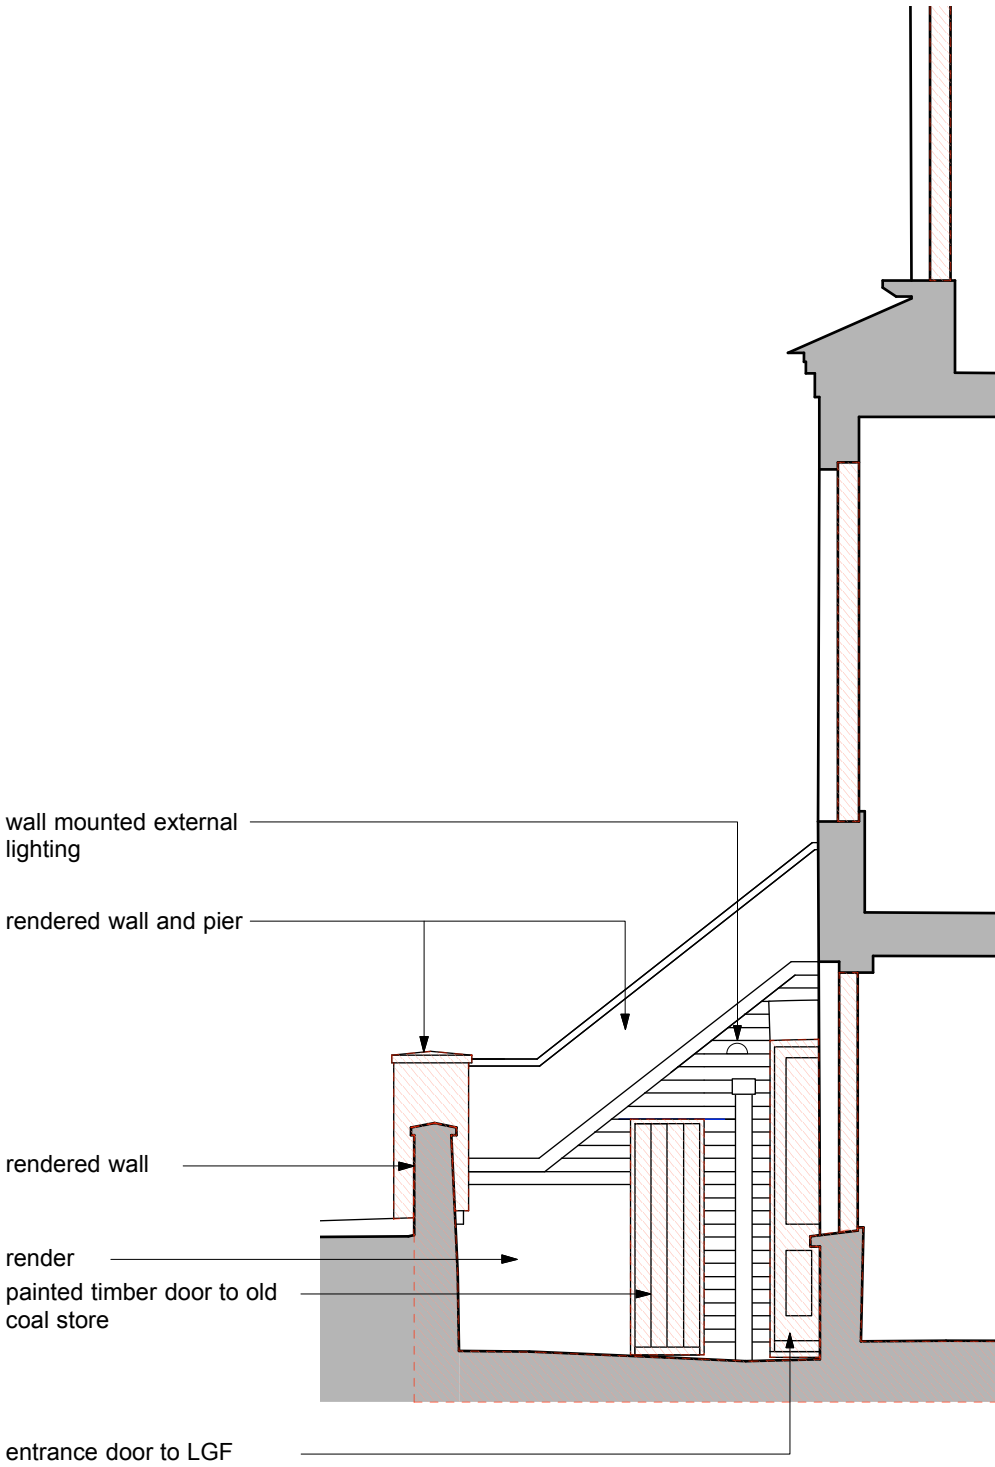 wall mounted external
lighting
rendered wall and pier
rendered wall
render
painted timber door to old
coal store
entrance door to LGF